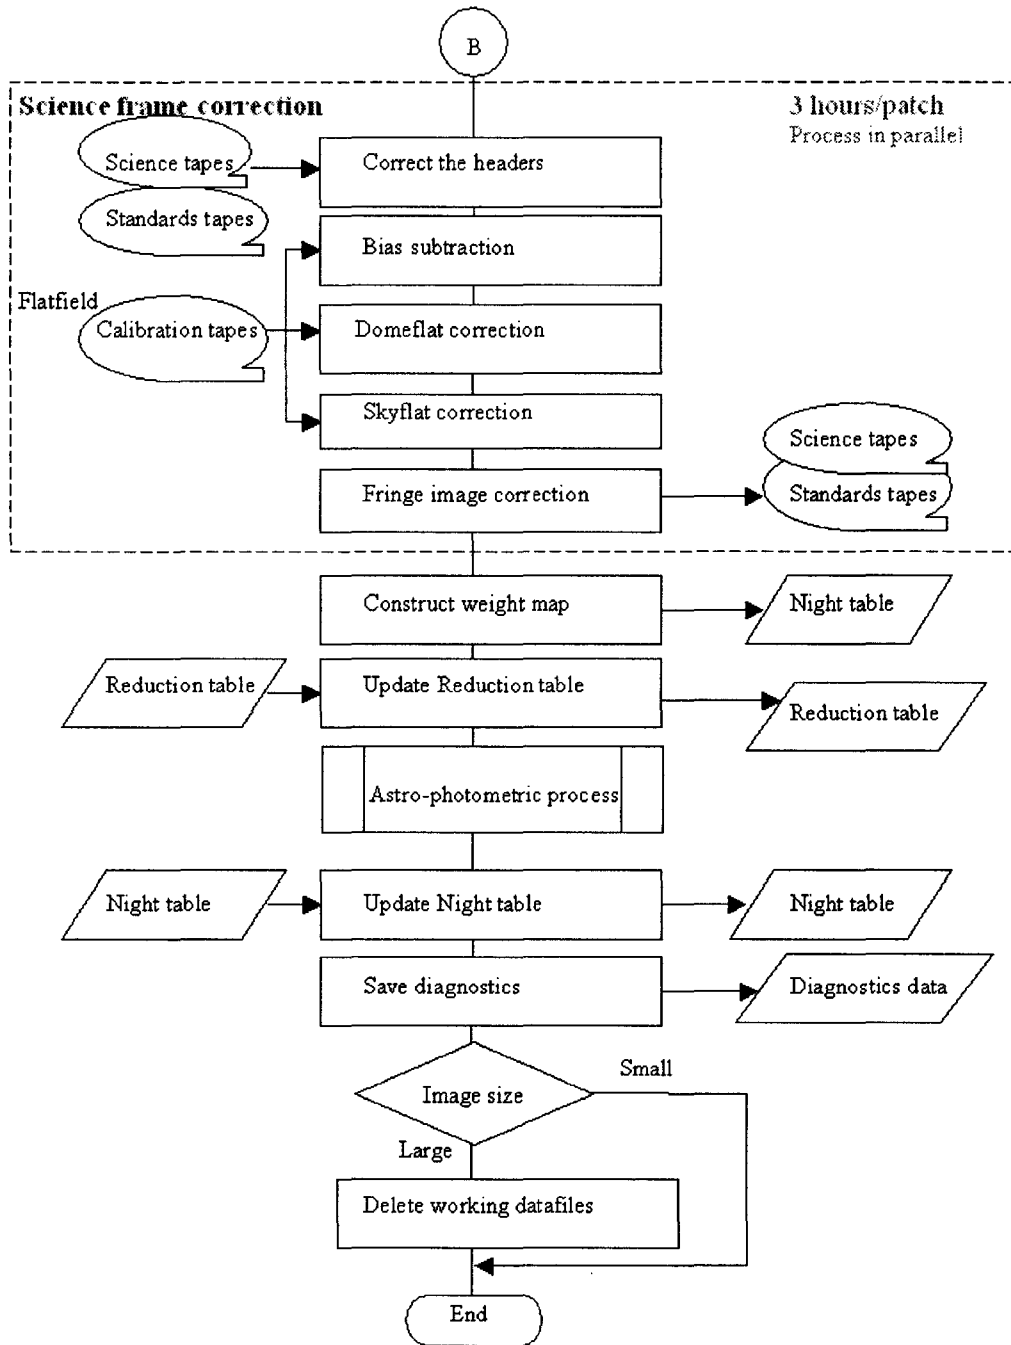 B
Science frame correction
3 hours/patch
Process in parallel
Science tapes
Correct the headers
Standards tapes
Bias subtraction
Flatfield
Calibration tapes
Domeflat correction
Skyflat correction
Science tapes
Fringe image correction
Standards tapes
Construct weight map
Night table
Reduction table
Update Reduction table
Reduction table
Astro-photometric process
Night table
Update Night table
Night table
Save diagnostics
Diagnostics data
Small
Image size
Large
Delete working datafiles
End